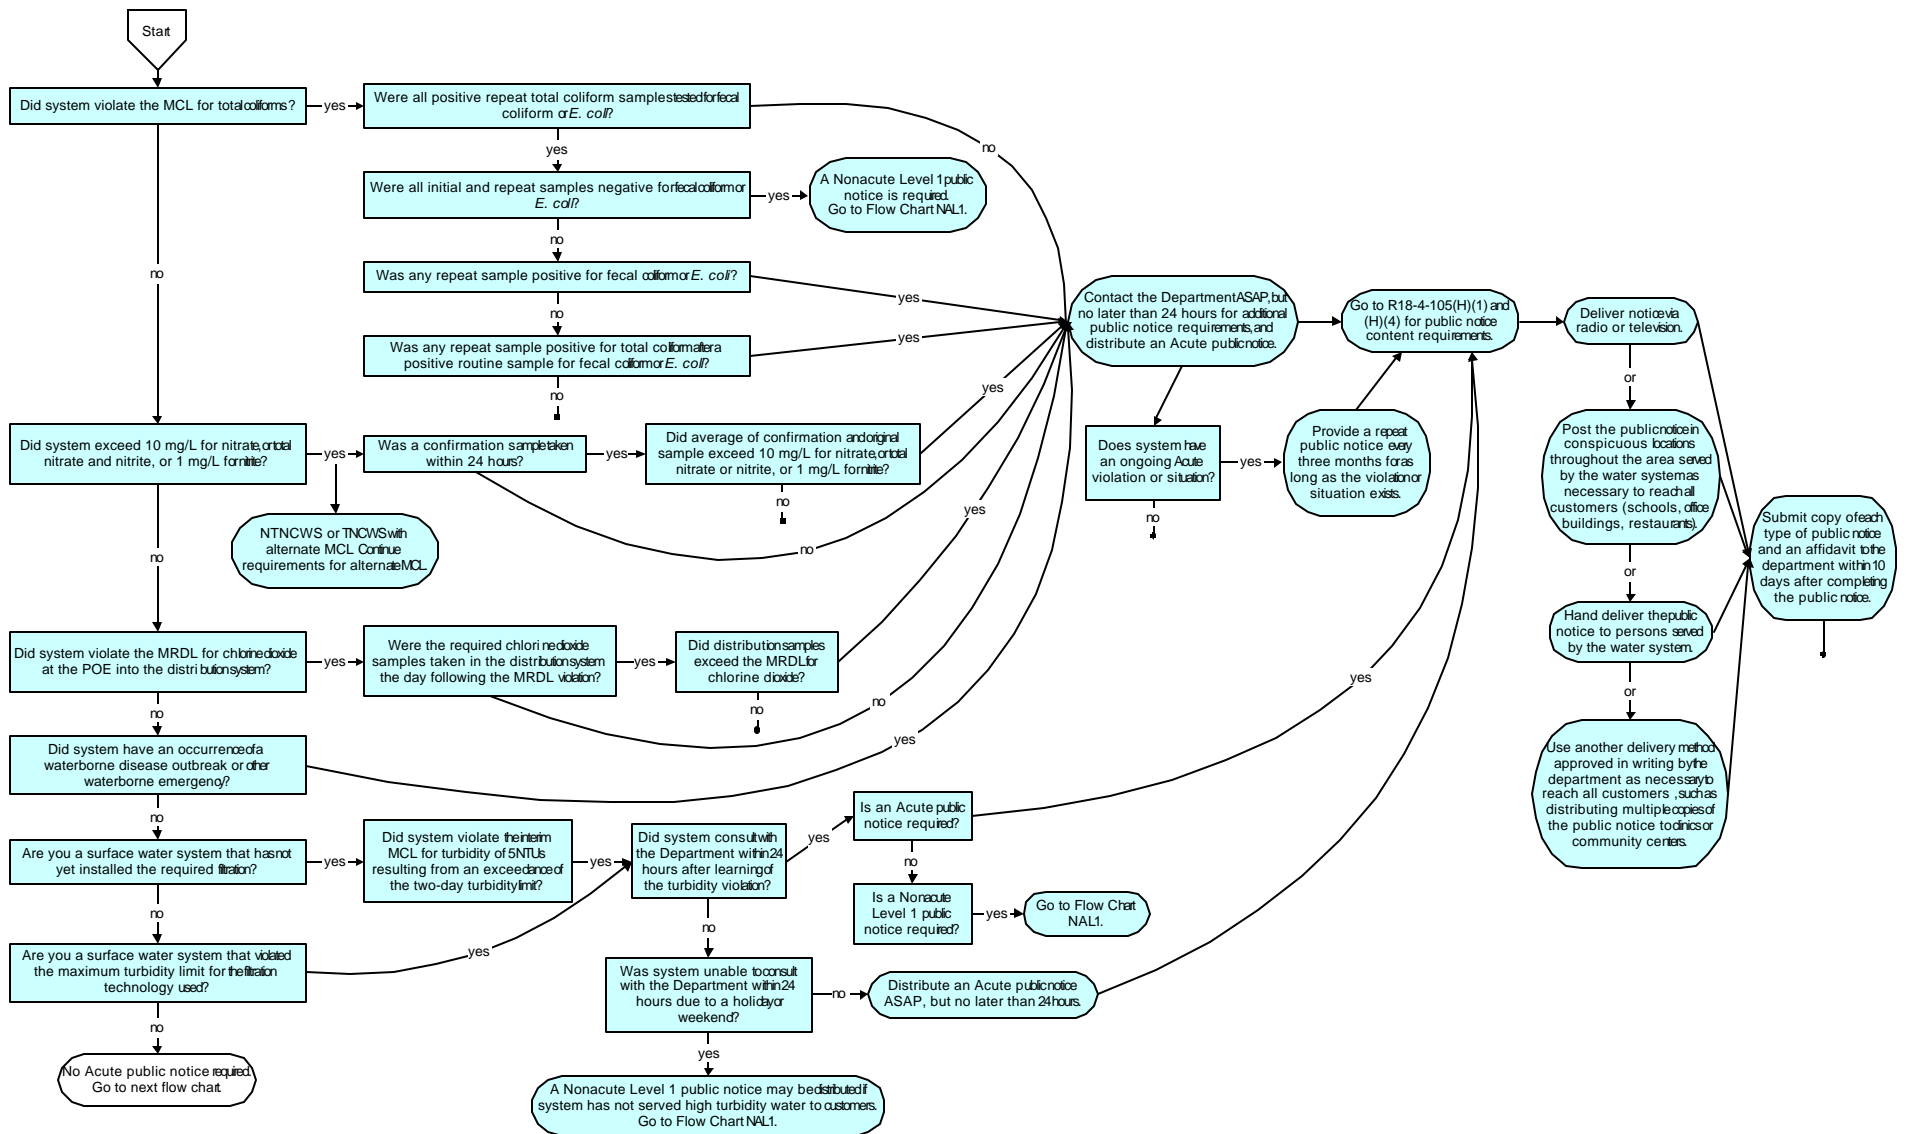 Start
Did system violate the MCL for total coliforms?
yes
Were all positive repeat total coliform samples tested for fecal
coliform or E. coli?
no
yes
Were all initial and repeat samples negative for fecal coliform or
E. coli?
yes
A Nonacute Level 1 public
notice is required.
Go to Flow Chart NAL1.
no
no
Was any repeat sample positive for fecal coliform or E. coli?
yes
no
Was any repeat sample positive for total coliform after a
positive routine sample for fecal coliform or E. coli?
yes
no
Contact the Department ASAP, but
no later than 24 hours for additional
public notice requirements, and
distribute an Acute public notice.
Go to R18-4-105(H)(1) and
(H)(4) for public notice
content requirements.
Deliver notice via
radio or television.
or
Post the public notice in
conspicuous locations
throughout the area served
by the water system as
necessary to reach all
customers (schools, office
buildings, restaurants).
or
Hand deliver the public
notice to persons served
by the water system.
or
Use another delivery method
approved in writing by the
department as necessary to
reach all customers , such as
distributing multiple copies of
the public notice to clinics or
community centers.
Submit copy of each
type of public notice
and an affidavit to the
department within 10
days after completing
the public notice.
Does system have
an ongoing Acute
violation or situation?
yes
no
Provide a repeat
public notice every
three months for as
long as the violation or
situation exists.
Did system exceed 10 mg/L for nitrate, or total
nitrate and nitrite, or 1 mg/L for nitrite?
yes
Was a confirmation sample taken
within 24 hours?
yes
Did average of confirmation and original
sample exceed 10 mg/L for nitrate, or total
nitrate or nitrite, or 1 mg/L for nitrite?
yes
no
no
NTNCWS or TNCWS with
alternate MCL Continue
requirements for alternate MCL.
no
Did system violate the MRDL for chlorine dioxide
at the POE into the distribution system?
yes
Were the required chlorine dioxide
samples taken in the distribution system
the day following the MRDL violation?
yes
Did distribution samples
exceed the MRDL for
chlorine dioxide?
yes
no
no
no
Did system have an occurrence of a
waterborne disease outbreak or other
waterborne emergency?
yes
no
Are you a surface water system that has not
yet installed the required filtration?
yes
Did system violate the interim
MCL for turbidity of 5 NTUs
resulting from an exceedance of
the two-day turbidity limit?
yes
Did system consult with
the Department within 24
hours after learning of
the turbidity violation?
yes
Is an Acute public
notice required?
yes
no
Is a Nonacute
Level 1 public
notice required?
yes
Go to Flow Chart
NAL1.
no
Are you a surface water system that violated
the maximum turbidity limit for the filtration
technology used?
yes
no
Was system unable to consult
with the Department within 24
hours due to a holiday or
weekend?
no
Distribute an Acute public notice
ASAP, but no later than 24 hours.
yes
A Nonacute Level 1 public notice may be distributed if
system has not served high turbidity water to customers.
Go to Flow Chart NAL1.
no
No Acute public notice required.
Go to next flow chart.